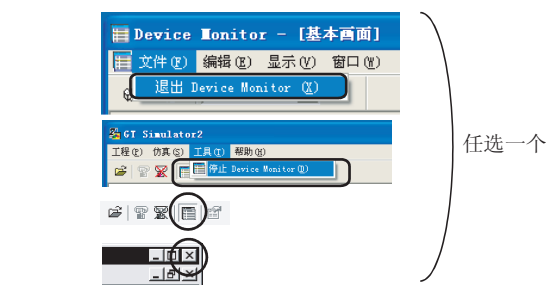 Device Monitor - [基本画面]
文件(F) 编辑(E) 显示(V) 窗口(W)
退出 Device Monitor (X)
GT Simulator2
工程(P) 仿真(S) 工具(T) 帮助(H)
停止 Device Monitor(D)
任选一个